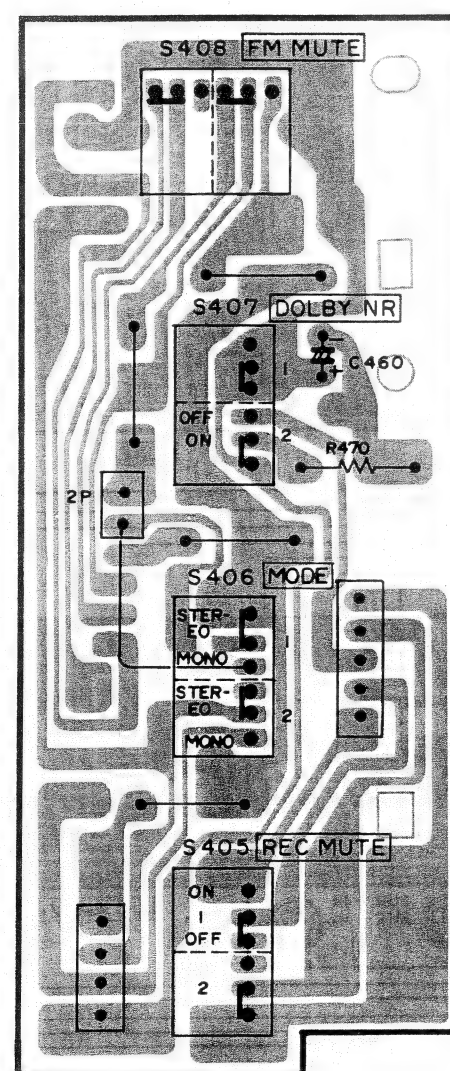 S408 FM MUTE
S407 DOLBY NR
1
C460
+
−
OFF
ON
2
R470
2P
S406 MODE
STER-
EO
1
MONO
STER-
EO
2
MONO
S405 REC MUTE
ON
1
OFF
2